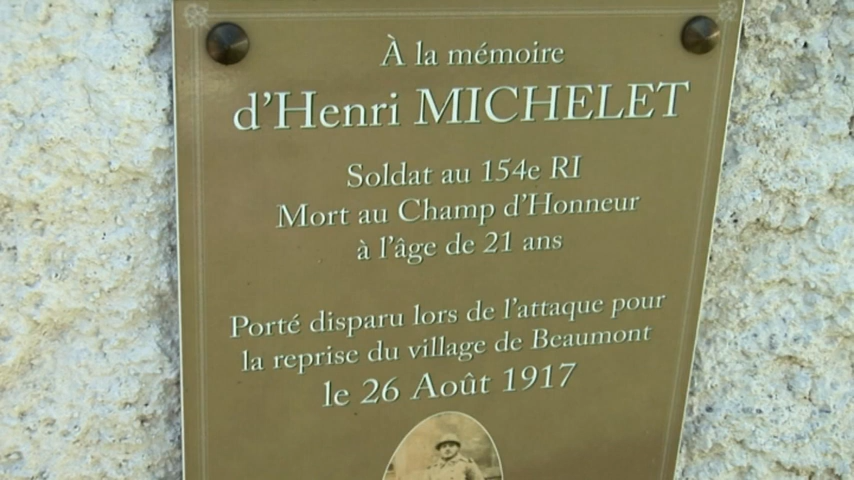 À la mémoire
d'Henri MICHELET
Soldat au 154e RI
Mort au Champ d'Honneur
à l'âge de 21 ans
Porté disparu lors de l'attaque pour
la reprise du village de Beaumont
le 26 Août 1917